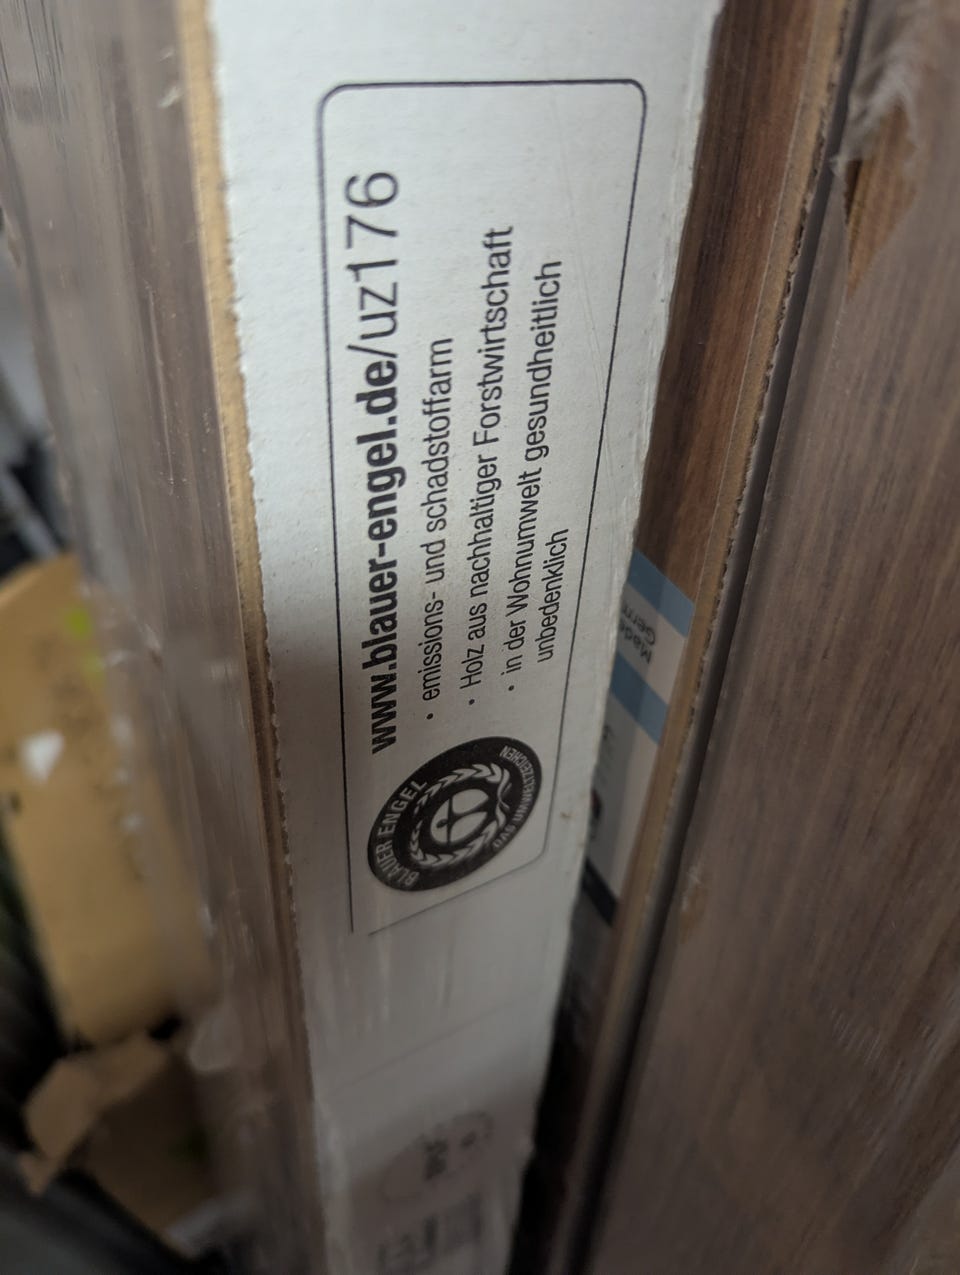 www.blauer-engel.de/uz176
· emissions- und schadstoffarm
· Holz aus nachhaltiger Forstwirtschaft
· in der Wohnumwelt gesundheitlich
unbedenklich
BLAUER ENGEL
DAS UMWELTZEICHEN
Made